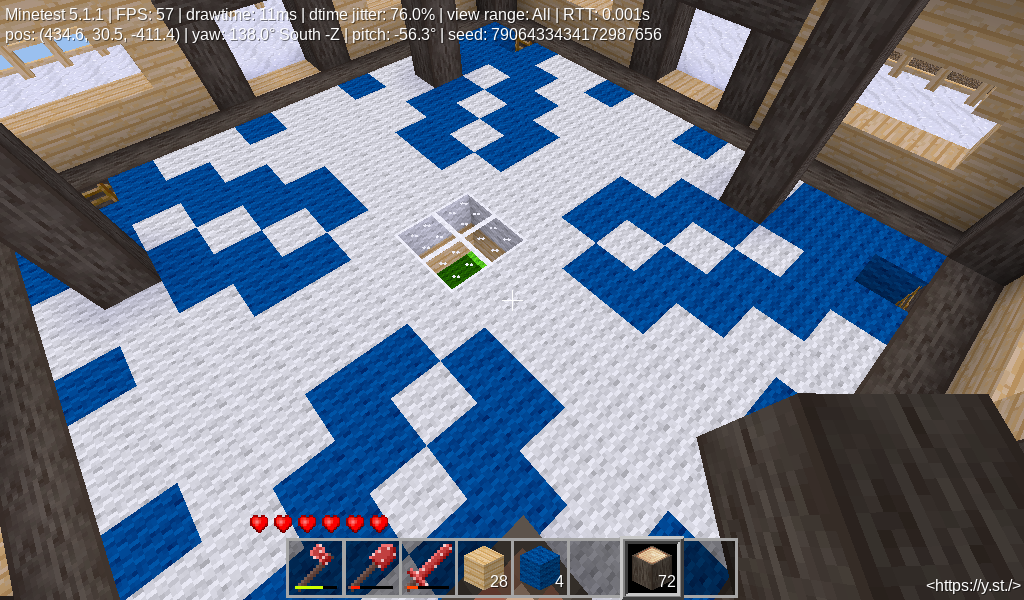 Minetest 5.1.1 | FPS: 57 | drawtime: 11ms | dtime jitter: 76.0% | view range: All | RTT: 0.001s
pos: (434.6, 30.5, -411.4) | yaw: 138.0° South -Z | pitch: -56.3° | seed: 7906433434172987656
28
4
72
<https://y.st./>